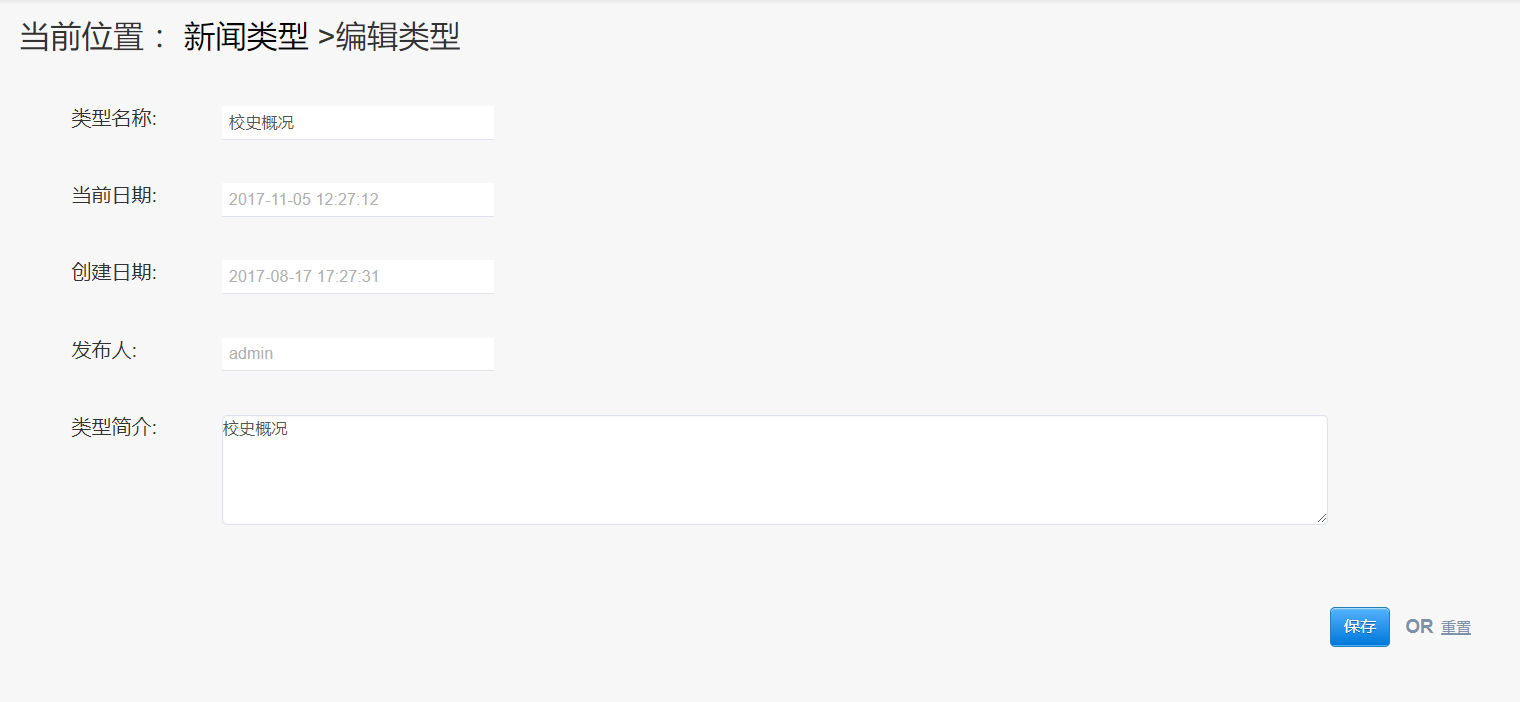 当前位置： 新闻类型 >编辑类型
类型名称: 校史概况
当前日期: 2017-11-05 12:27:12
创建日期: 2017-08-17 17:27:31
发布人: admin
类型简介: 校史概况
保存 OR 重置